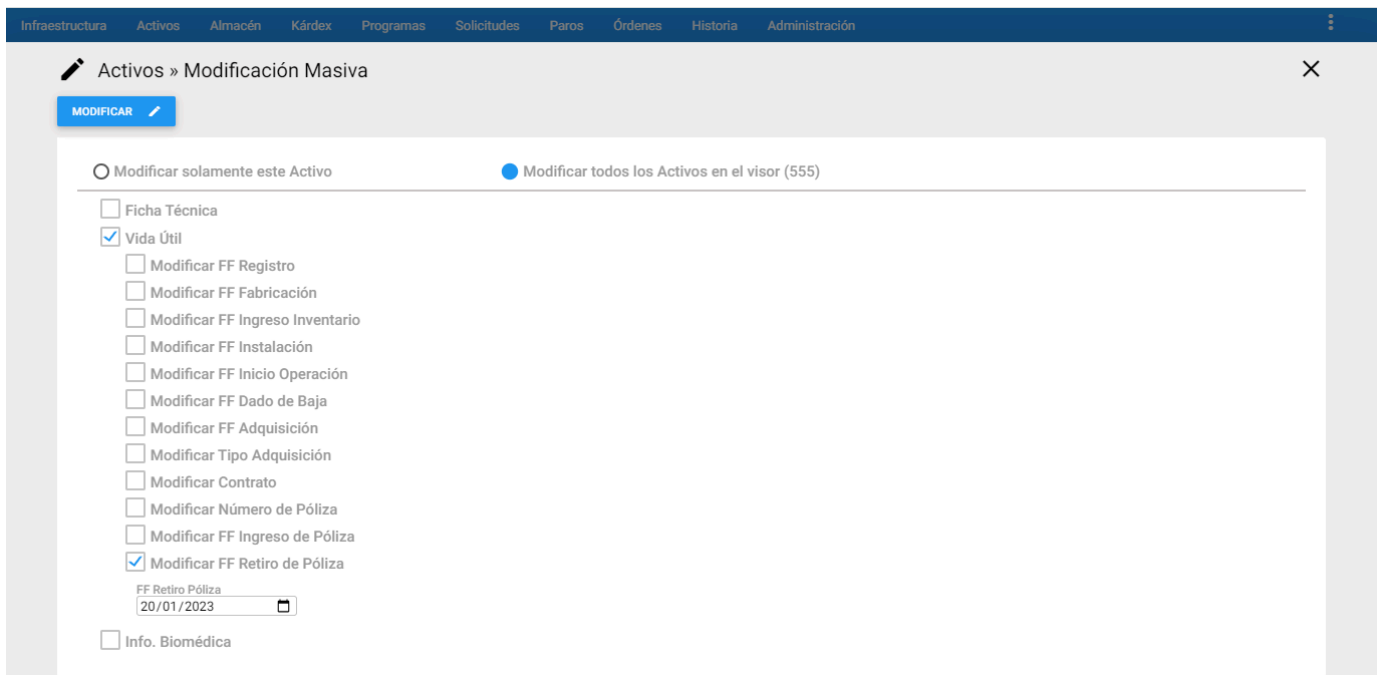 Infraestructura Activos Almacén Kárdex Programas Solicitudes Paros Órdenes Historia Administración
Activos » Modificación Masiva
MODIFICAR
Modificar solamente este Activo Modificar todos los Activos en el visor (555)
Ficha Técnica
Vida Útil
Modificar FF Registro
Modificar FF Fabricación
Modificar FF Ingreso Inventario
Modificar FF Instalación
Modificar FF Inicio Operación
Modificar FF Dado de Baja
Modificar FF Adquisición
Modificar Tipo Adquisición
Modificar Contrato
Modificar Número de Póliza
Modificar FF Ingreso de Póliza
Modificar FF Retiro de Póliza
FF Retiro Póliza
20/01/2023
Info. Biomédica